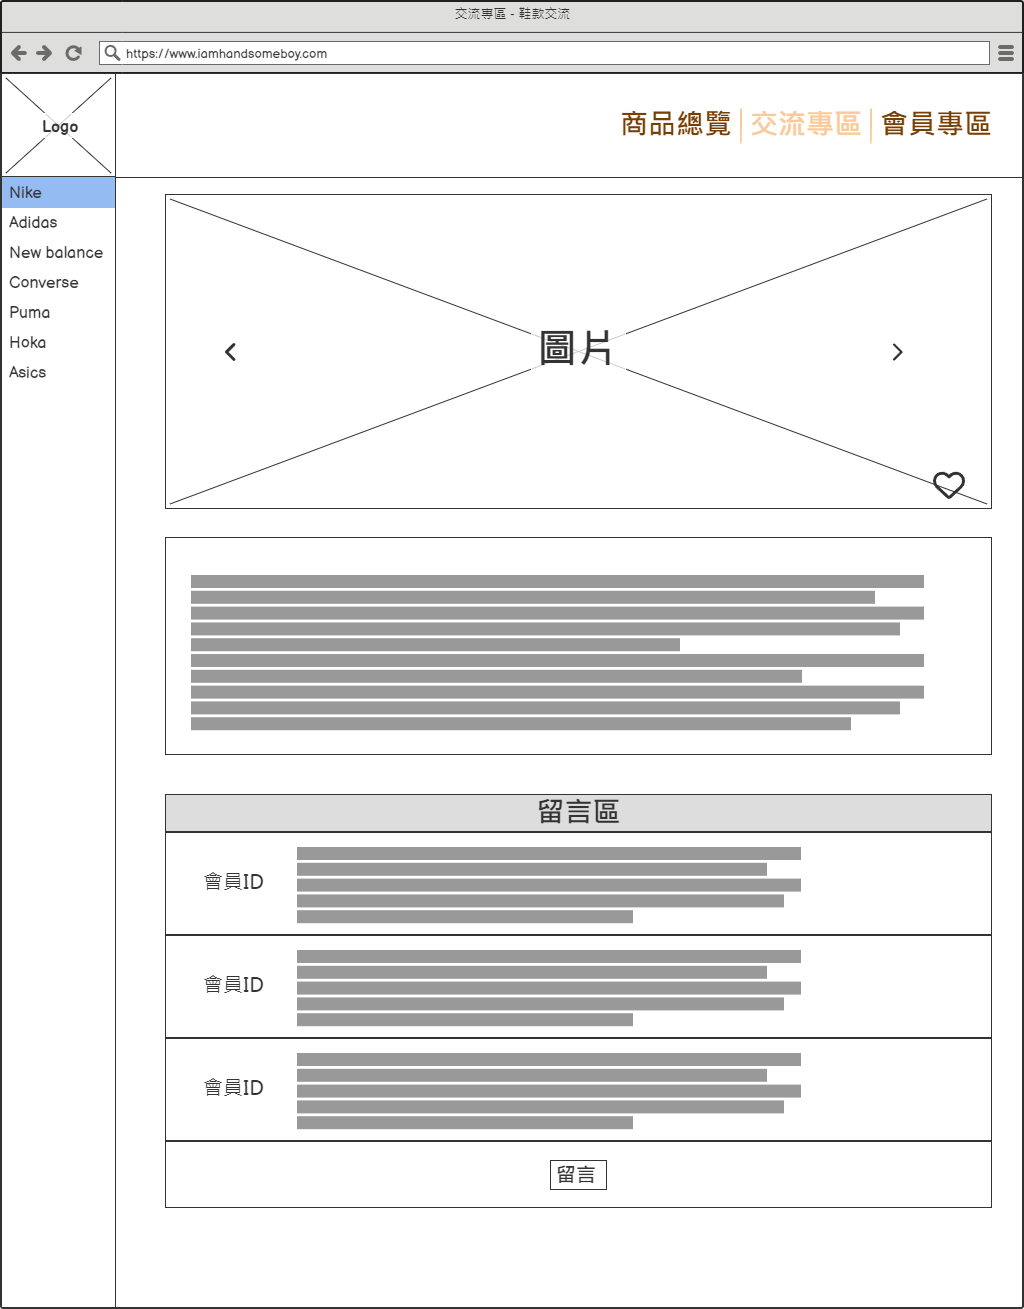 交流專區 - 鞋款交流
https://www.iamhandsomeboy.com
Logo
商品總覽 交流專區 會員專區
Nike
Adidas
New balance
Converse
Puma
Hoka
Asics
圖片
留言區
會員ID
會員ID
會員ID
留言